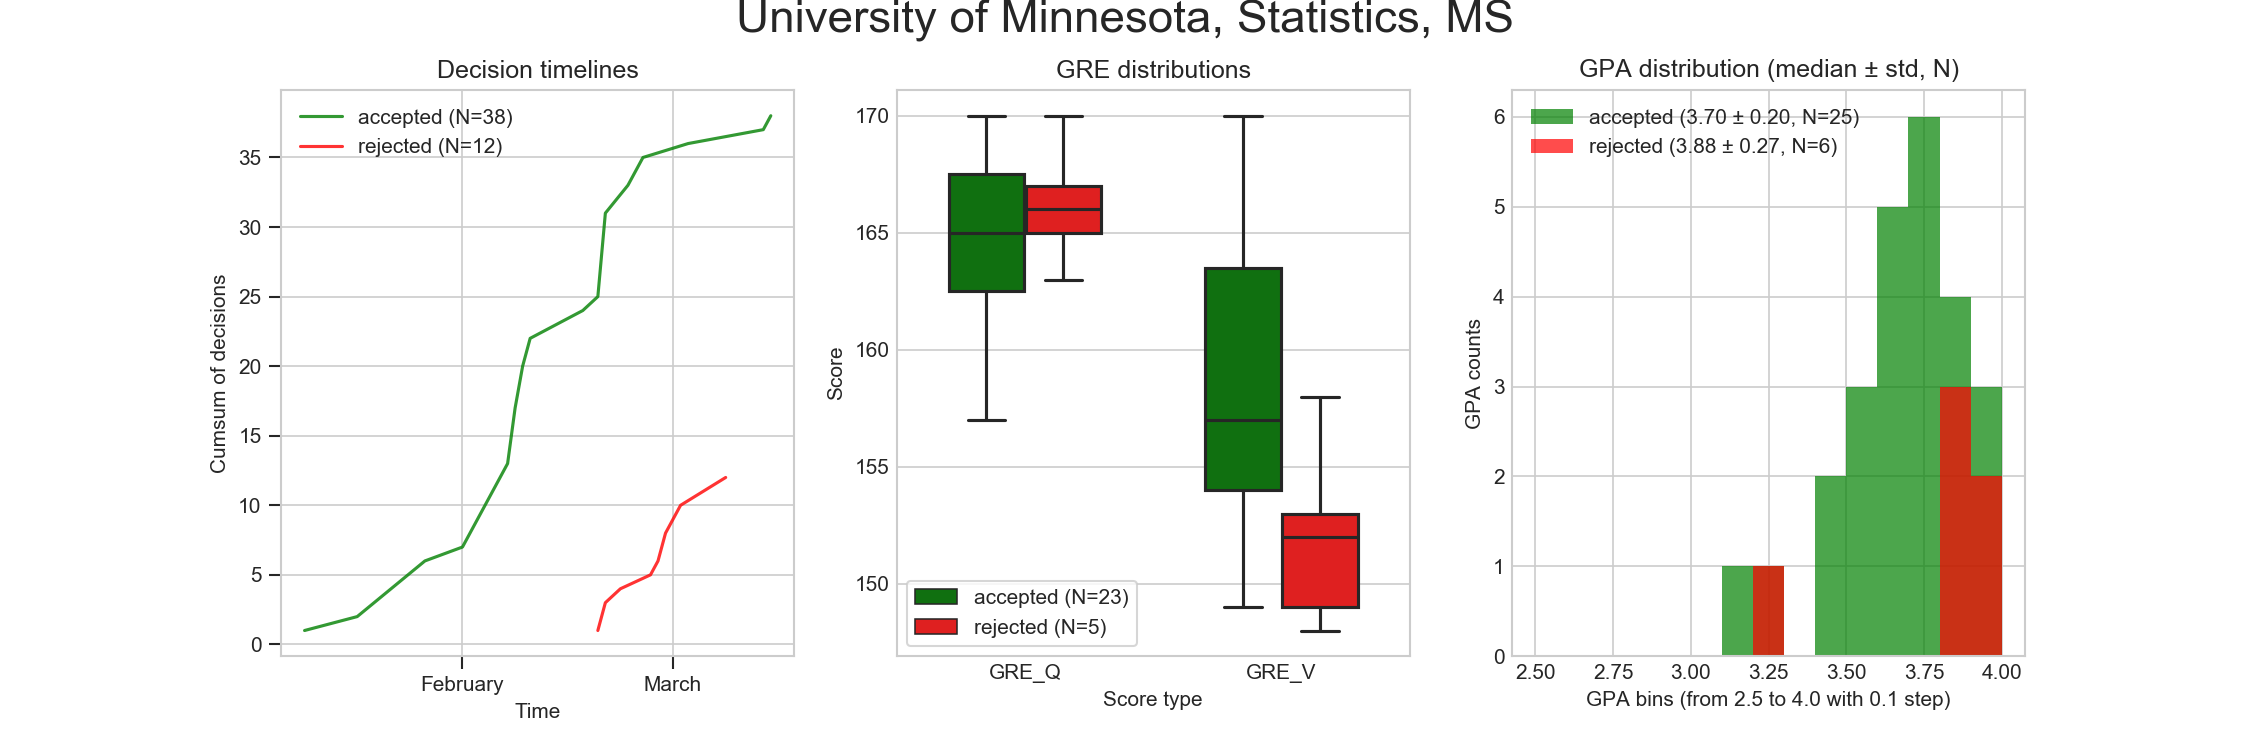 University of Minnesota, Statistics, MS
Decision timelines
accepted (N=38)
rejected (N=12)
35
30
25
20
15
10
5
0
Cumsum of decisions
February
March
Time
GRE distributions
170
165
160
155
150
Score
accepted (N=23)
rejected (N=5)
GRE_Q
GRE_V
Score type
GPA distribution (median ± std, N)
accepted (3.70 ± 0.20, N=25)
rejected (3.88 ± 0.27, N=6)
6
5
4
3
2
1
0
GPA counts
2.50
2.75
3.00
3.25
3.50
3.75
4.00
GPA bins (from 2.5 to 4.0 with 0.1 step)